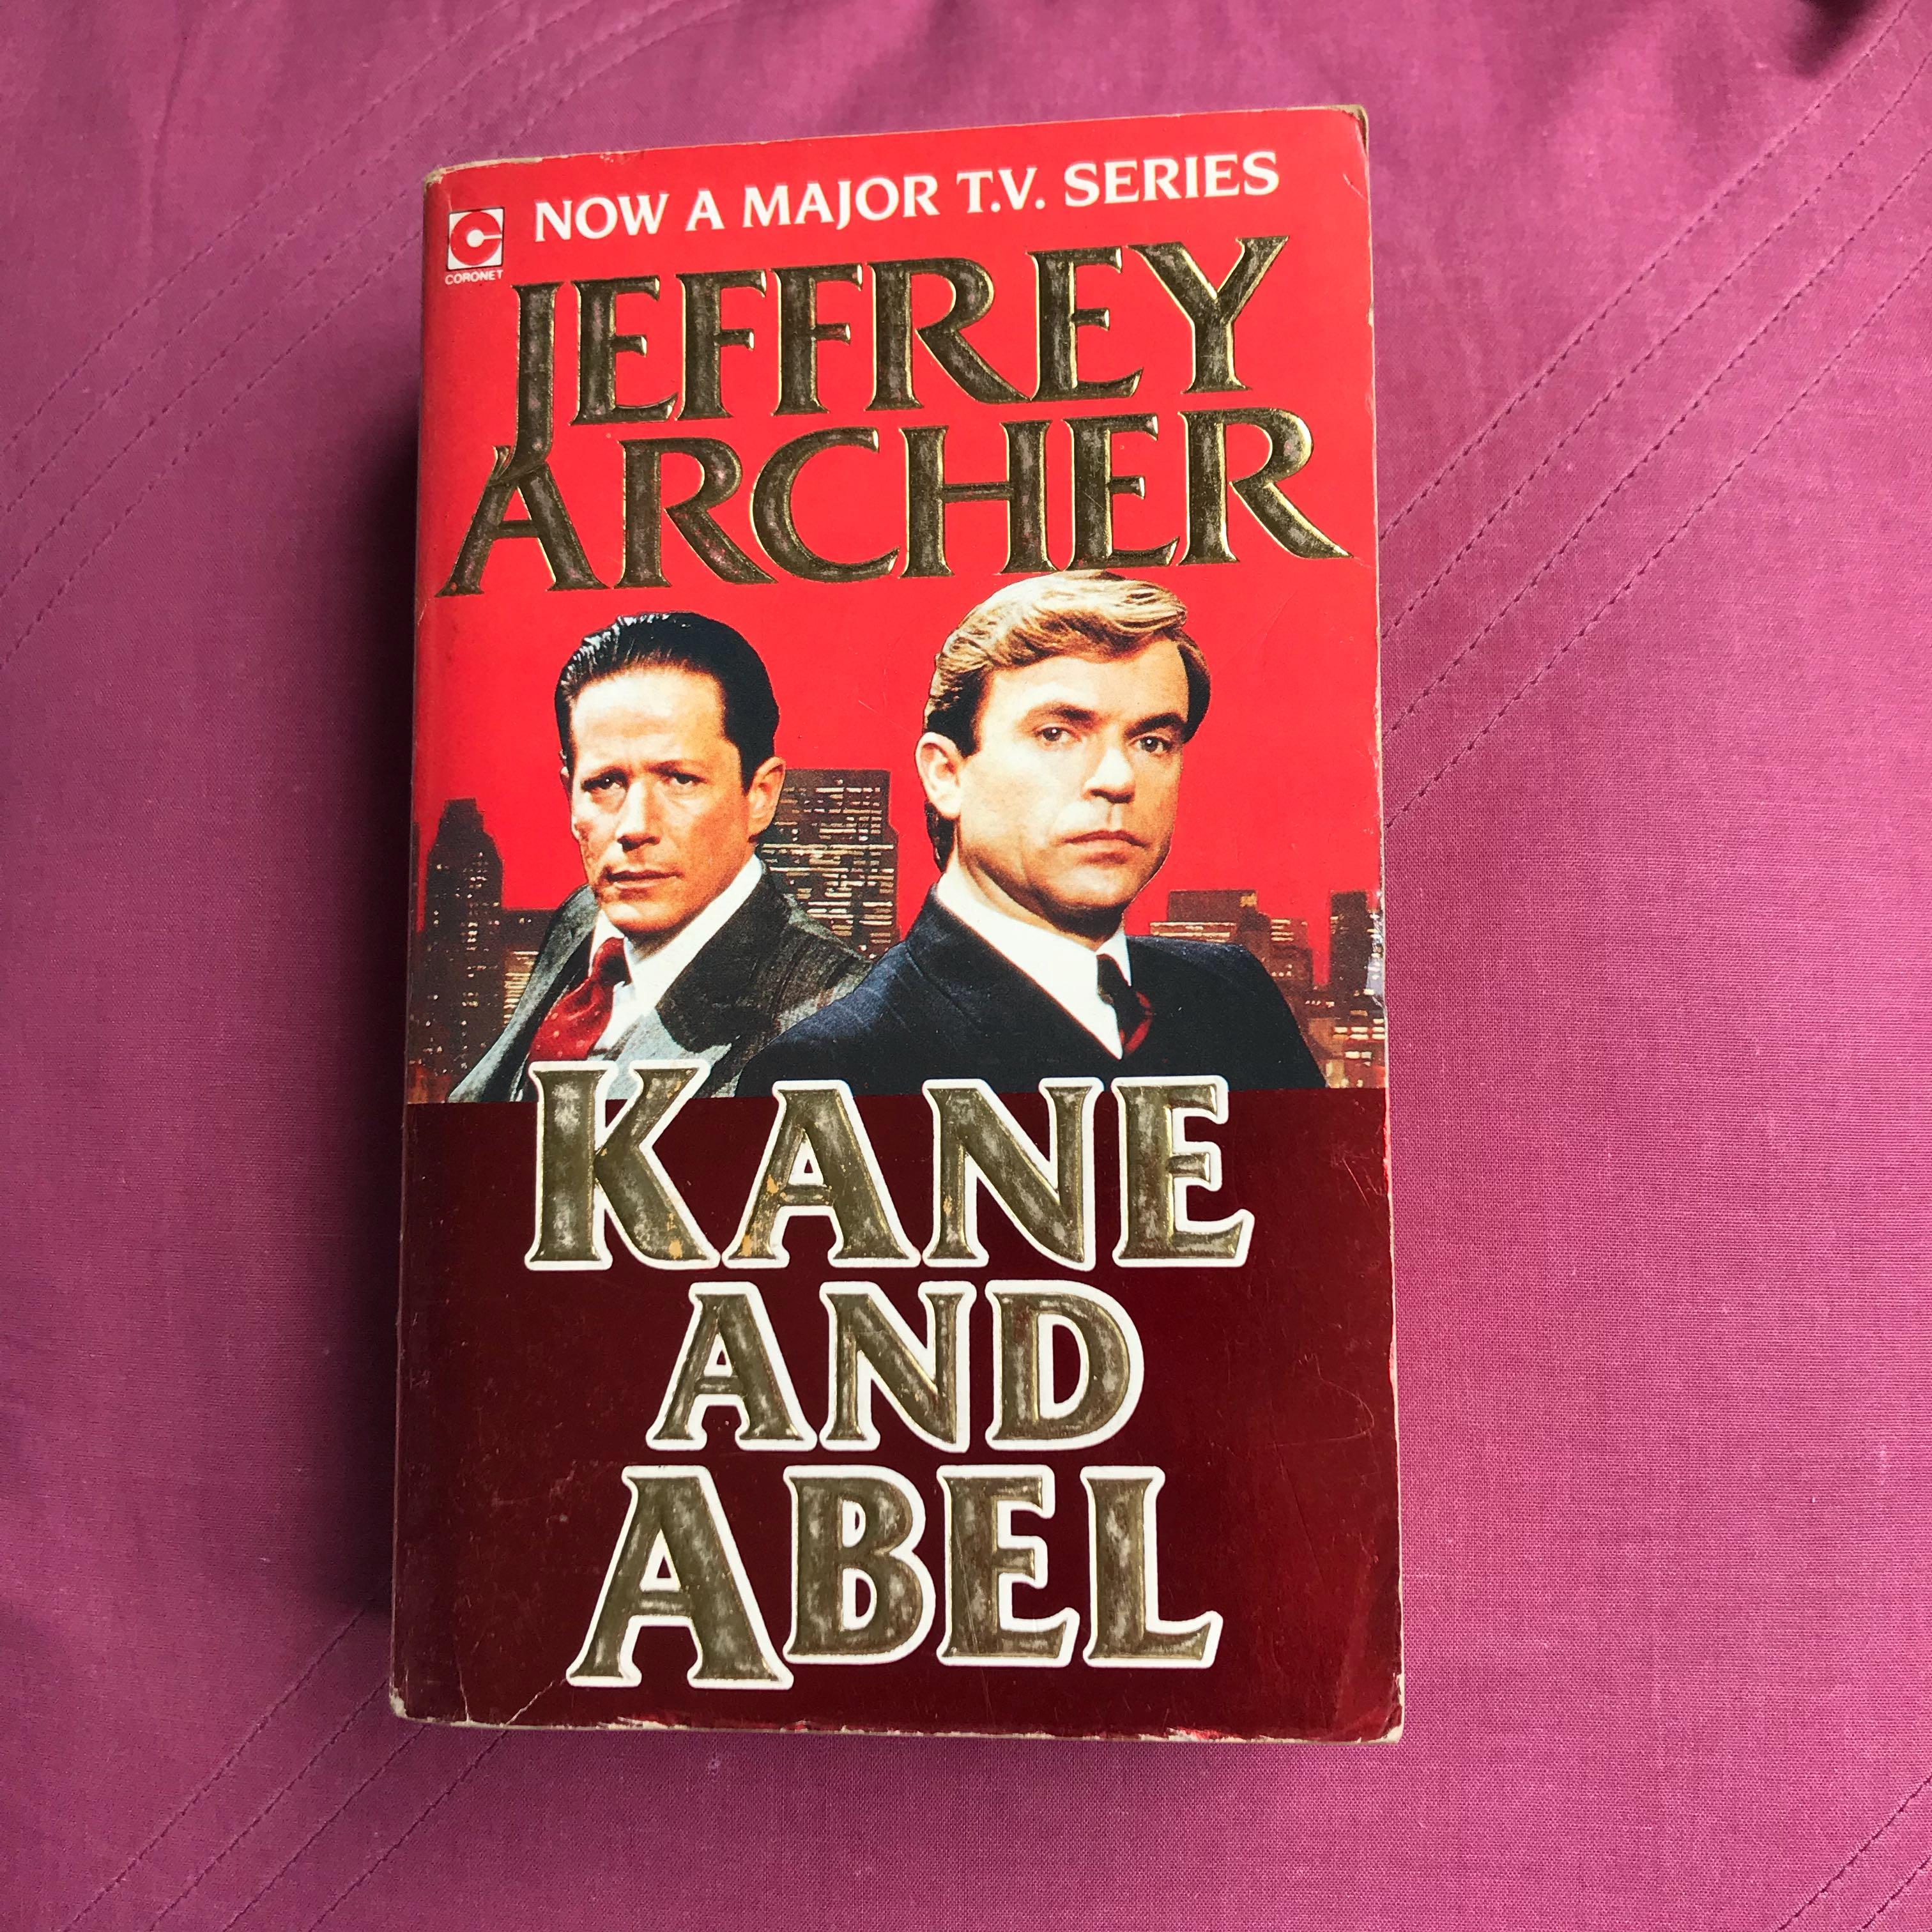 NOW A MAJOR T.V. SERIES
CORONET
JEFFREY
ARCHER
KANE
AND
ABEL